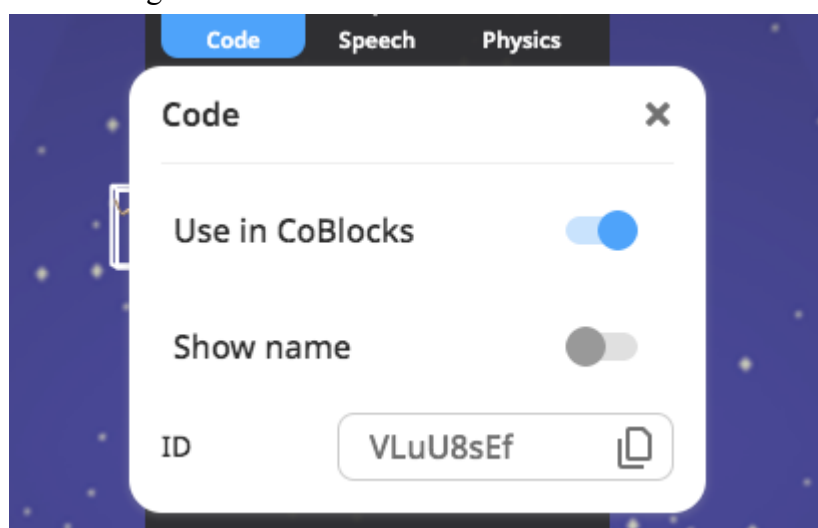 Code Speech Physics
Code
Use in CoBlocks
Show name
ID VLuU8sEf